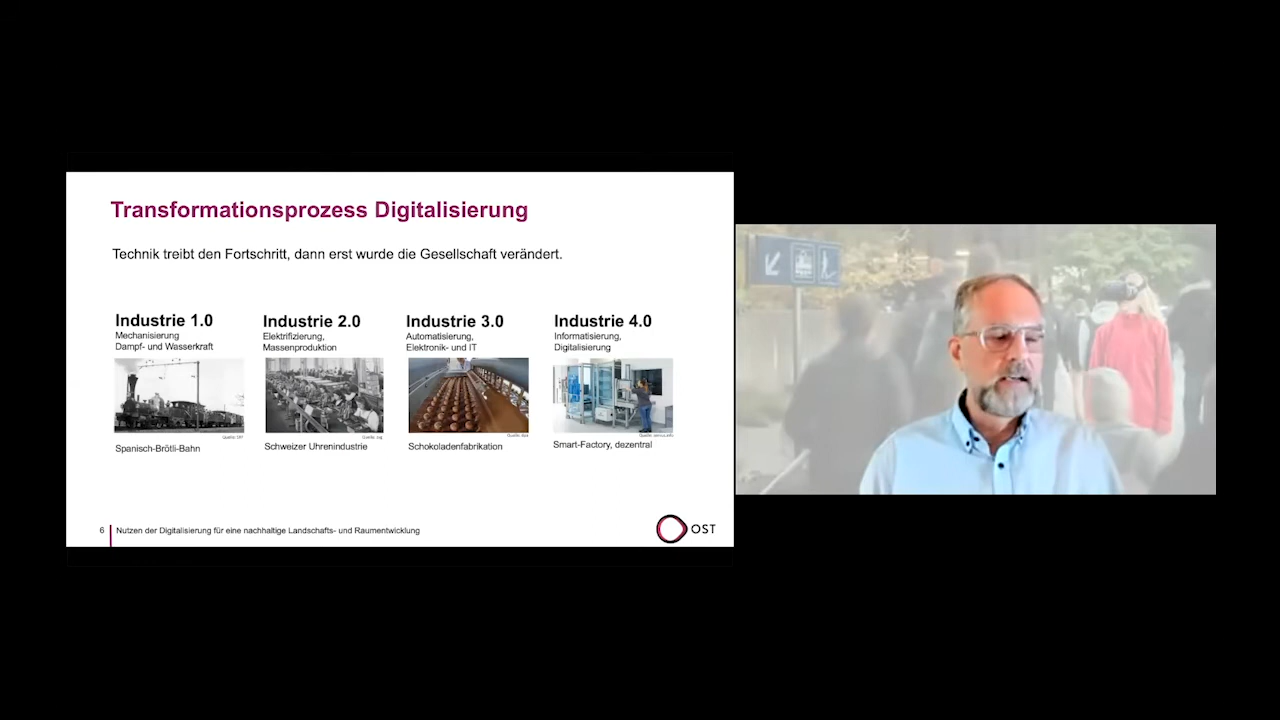 Transformationsprozess Digitalisierung
Technik treibt den Fortschritt, dann erst wurde die Gesellschaft verändert.
Industrie 1.0
Mechanisierung
Dampf- und Wasserkraft
Spanisch-Brötli-Bahn
Industrie 2.0
Elektrifizierung,
Massenproduktion
Schweizer Uhrenindustrie
Industrie 3.0
Automatisierung,
Elektronik- und IT
Schokoladenfabrikation
Industrie 4.0
Informatisierung,
Digitalisierung
Smart-Factory, dezentral
6 Nutzen der Digitalisierung für eine nachhaltige Landschafts- und Raumentwicklung
OST